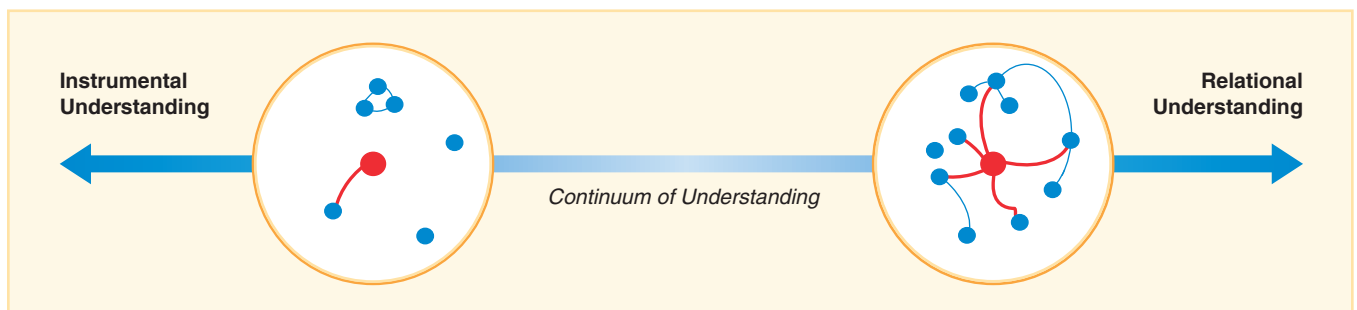 Instrumental
Understanding
Continuum of Understanding
Relational
Understanding